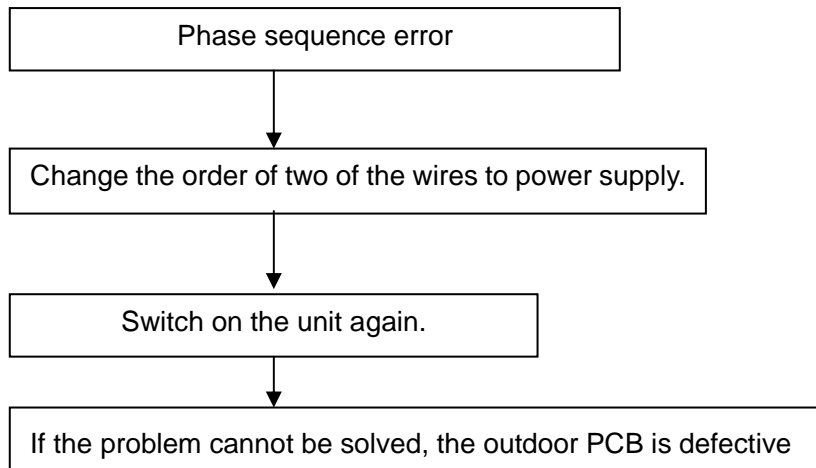 Phase sequence error
Change the order of two of the wires to power supply.
Switch on the unit again.
If the problem cannot be solved, the outdoor PCB is defective